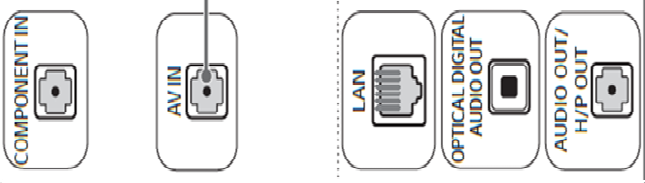 COMPONENT IN
AV IN
LAN
OPTICAL DIGITAL
AUDIO OUT
AUDIO OUT/
H/P OUT